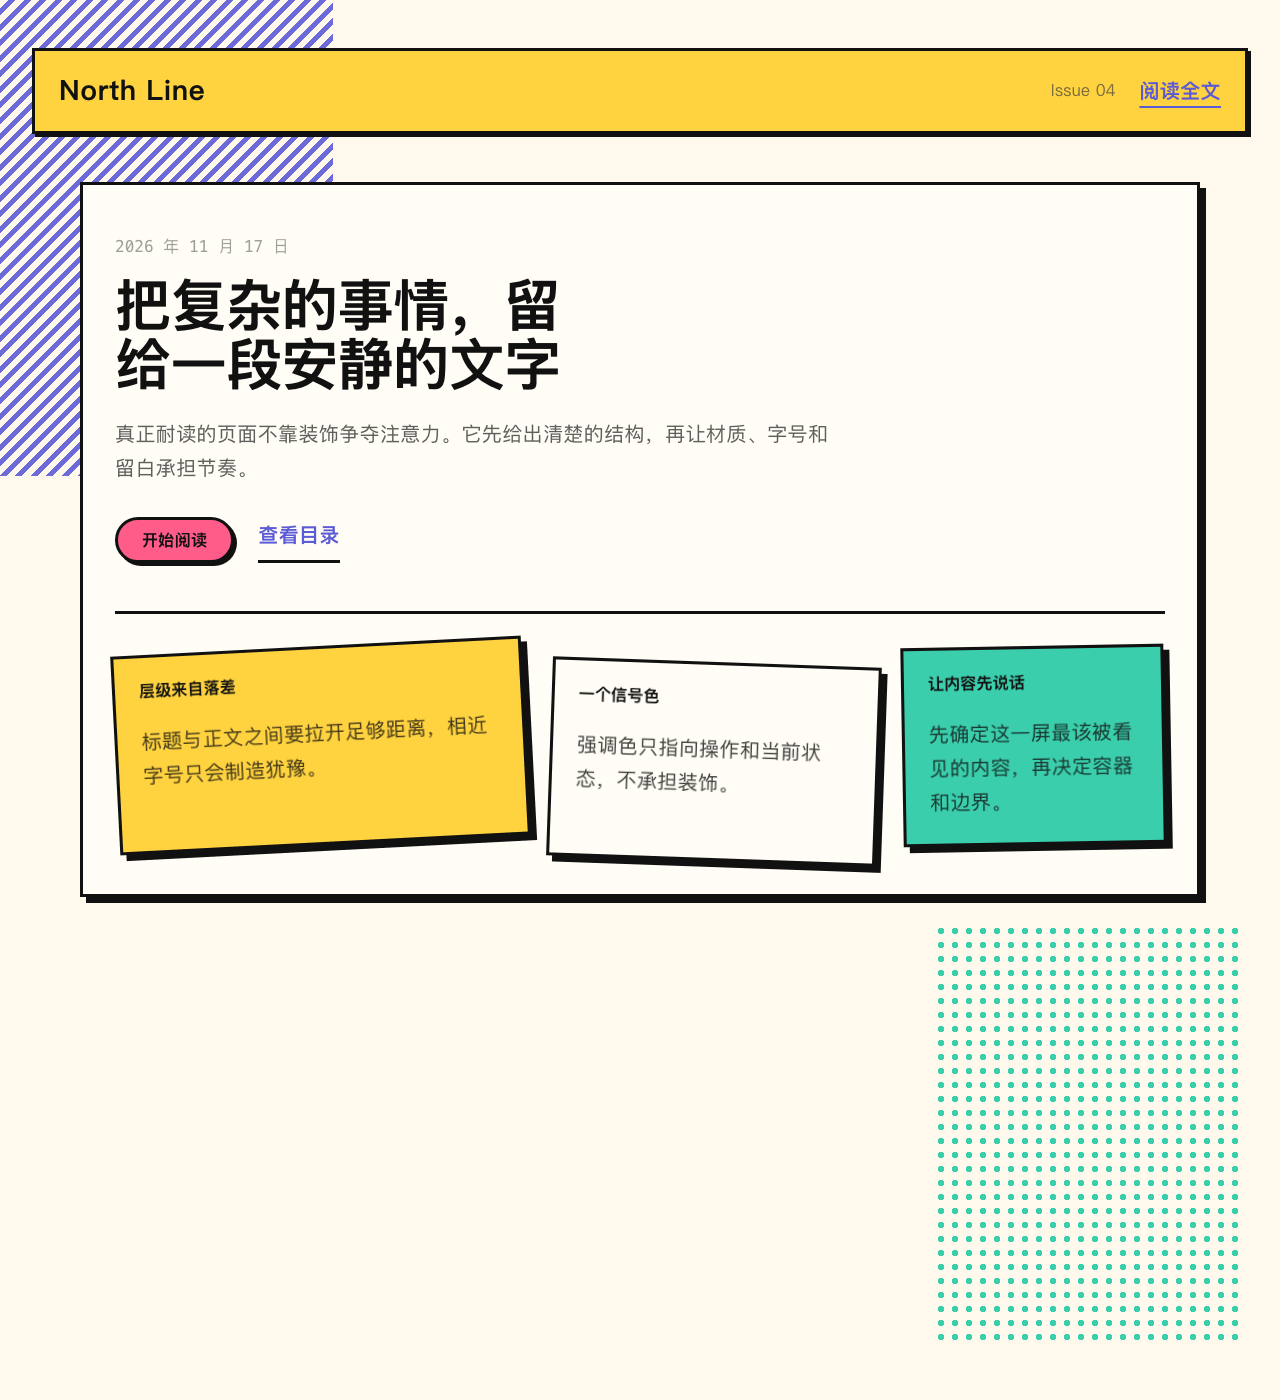 North Line
Issue 04
阅读全文
2026 年 11 月 17 日
把复杂的事情，留
给一段安静的文字
真正耐读的页面不靠装饰争夺注意力。它先给出清楚的结构，再让材质、字号和
留白承担节奏。
开始阅读
查看目录
层级来自落差
标题与正文之间要拉开足够距离，相近
字号只会制造犹豫。
一个信号色
强调色只指向操作和当前状
态，不承担装饰。
让内容先说话
先确定这一屏最该被看
见的内容，再决定容器
和边界。